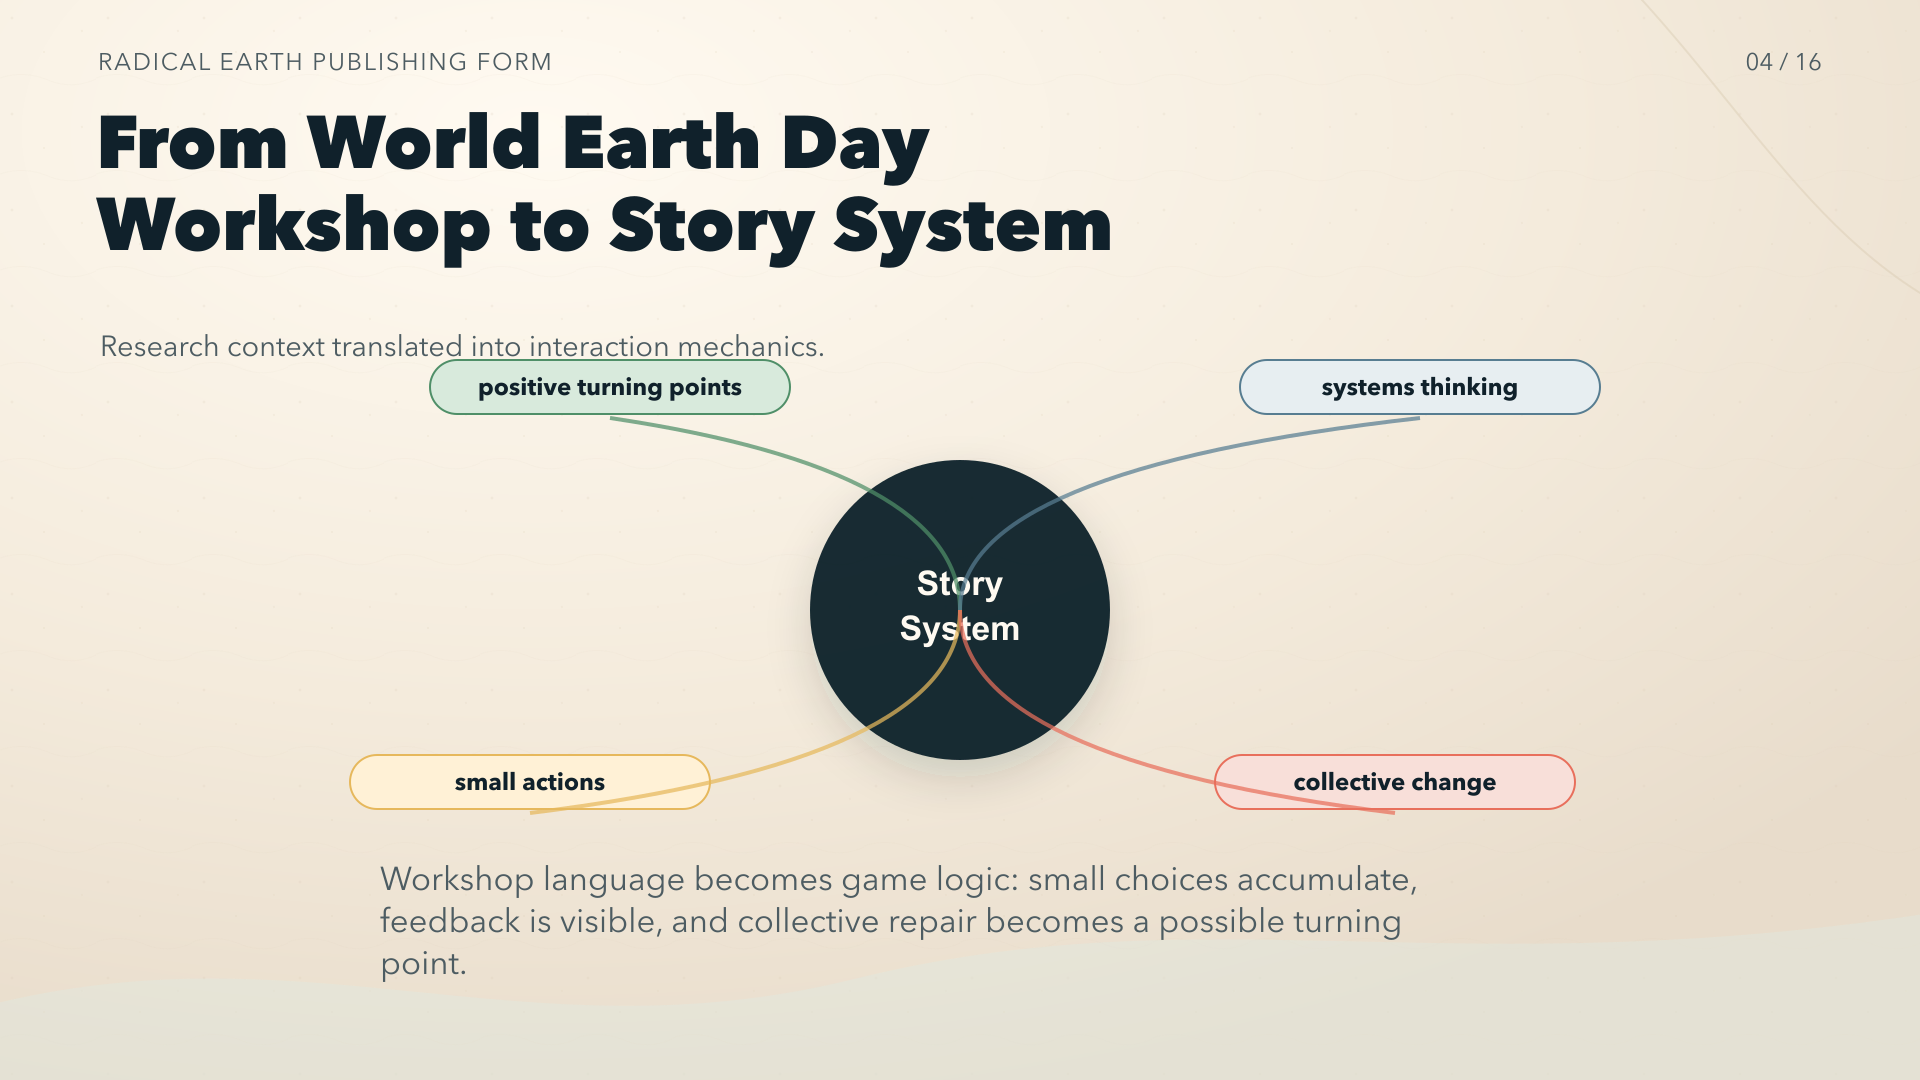 RADICAL EARTH PUBLISHING FORM
04 / 16
From World Earth Day
Workshop to Story System
Research context translated into interaction mechanics.
positive turning points
systems thinking
Story
System
small actions
collective change
Workshop language becomes game logic: small choices accumulate,
feedback is visible, and collective repair becomes a possible turning
point.